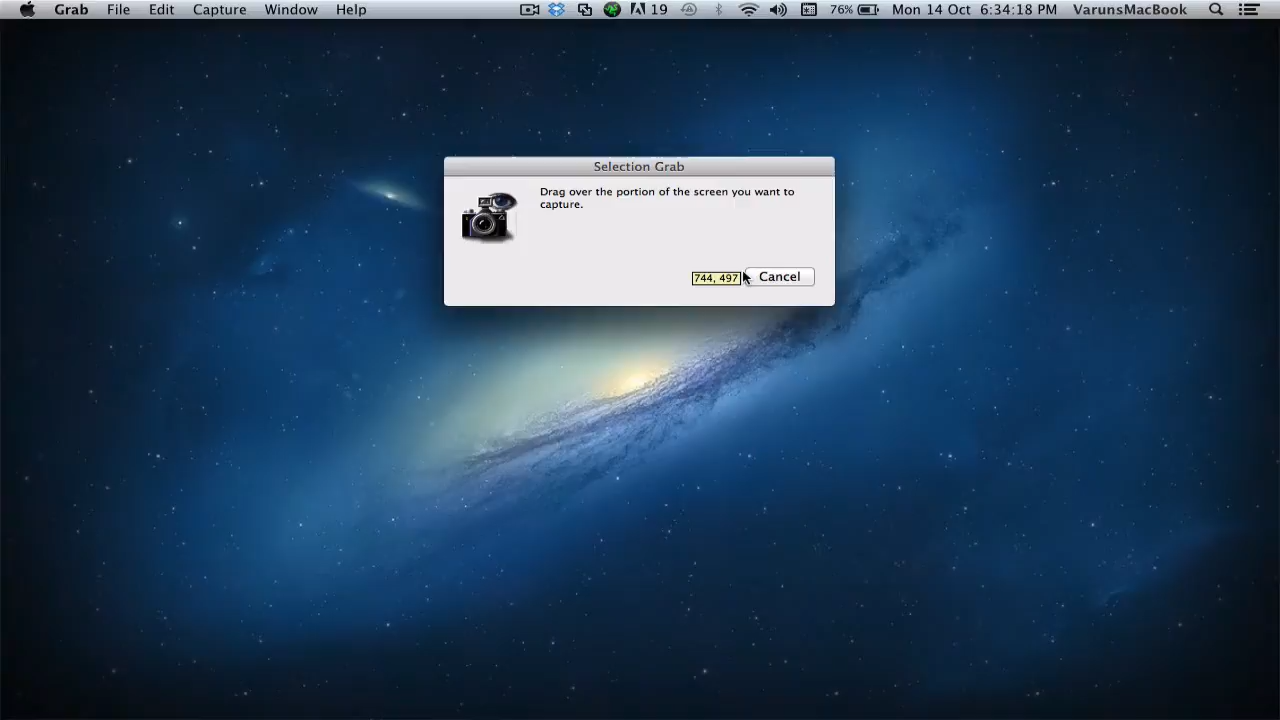 Grab File Edit Capture Window Help 19 76% Mon 14 Oct 6:34:18 PM VarunsMacBook
Selection Grab
Drag over the portion of the screen you want to
capture.
744, 497 Cancel